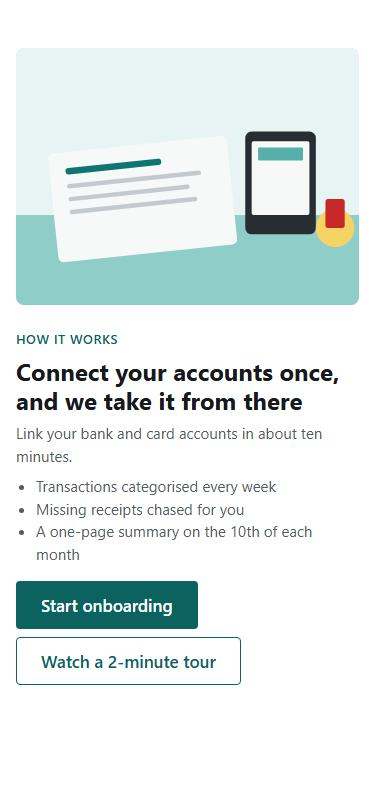 HOW IT WORKS
Connect your accounts once,
and we take it from there
Link your bank and card accounts in about ten
minutes.
• Transactions categorised every week
• Missing receipts chased for you
• A one-page summary on the 10th of each
month
Start onboarding
Watch a 2-minute tour